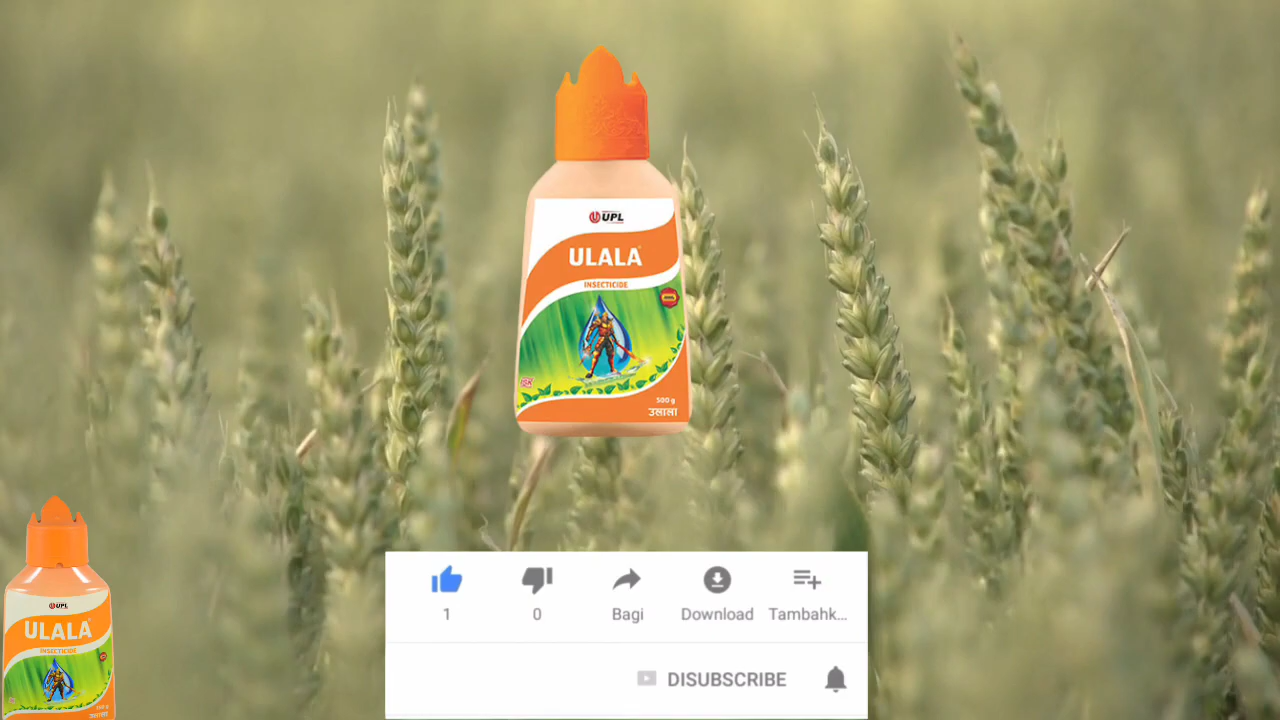 UPL
ULALA
INSECTICIDE
500 g
उलाला
1
0
Bagi
Download
Tambahk...
DISUBSCRIBE
UPL
ULALA
INSECTICIDE
उलाला